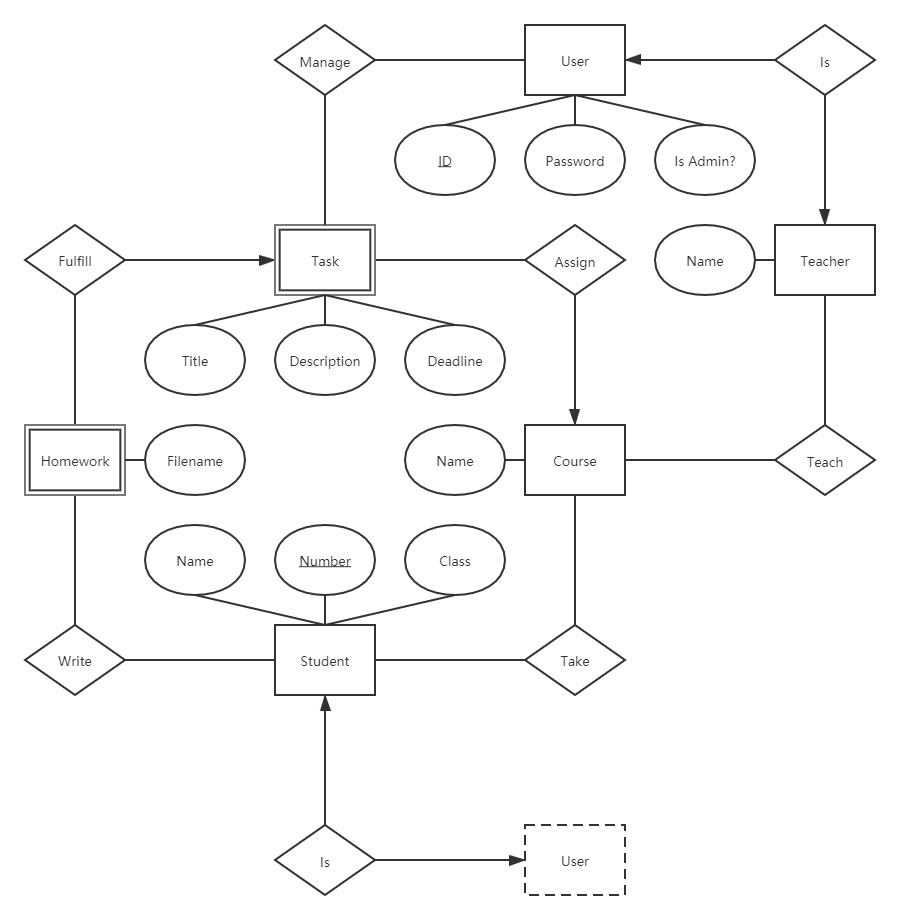 Manage
User
Is
ID
Password
Is Admin?
Fulfill
Task
Assign
Name
Teacher
Title
Description
Deadline
Homework
Filename
Name
Course
Teach
Name
Number
Class
Write
Student
Take
Is
User